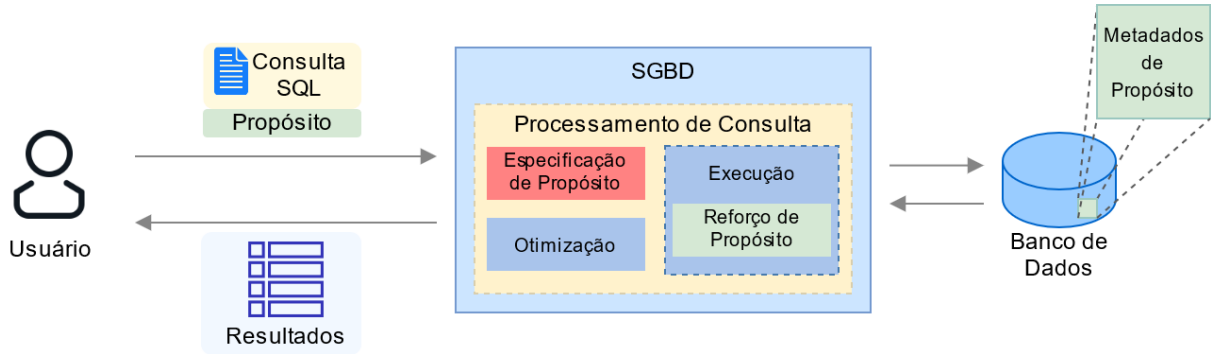 Usuário
Consulta
SQL
Propósito
Resultados
SGBD
Processamento de Consulta
Especificação
de Propósito
Otimização
Execução
Reforço de
Propósito
Metadados
de
Propósito
Banco de
Dados